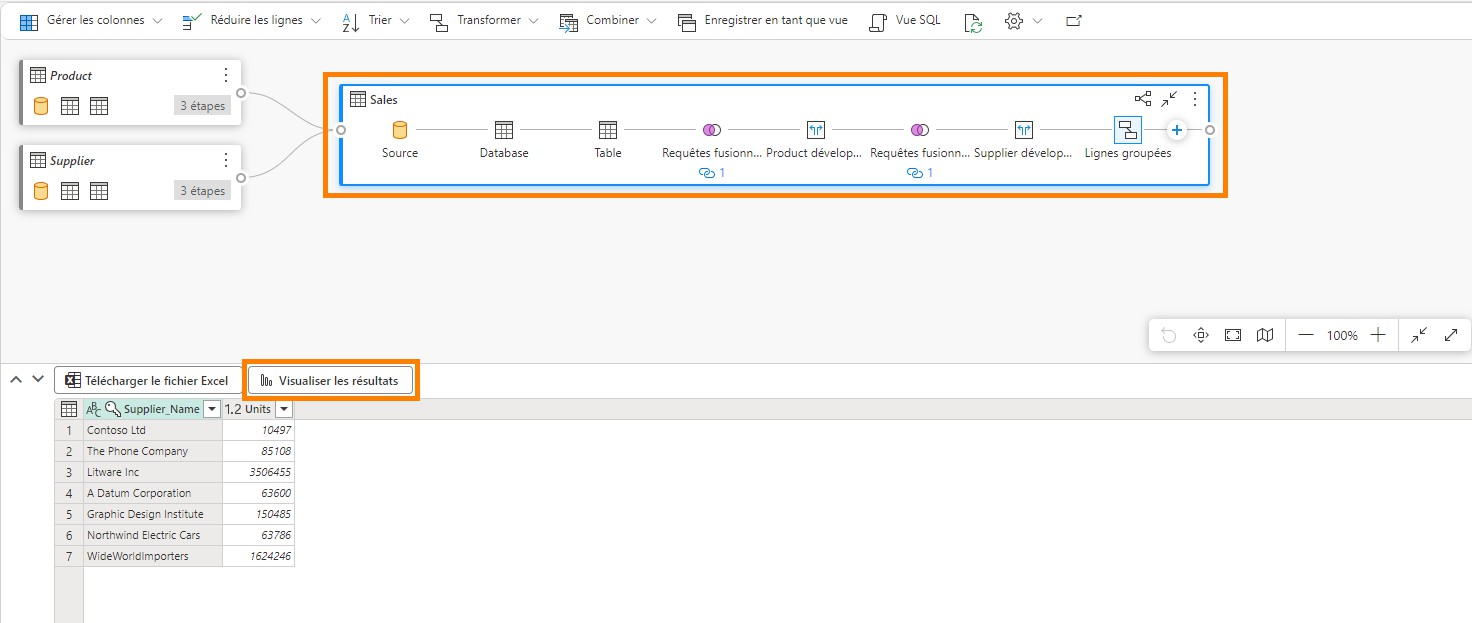 Gérer les colonnes Réduire les lignes Trier Transformer Combiner Enregistrer en tant que vue Vue SQL
Product
3 étapes
Supplier
3 étapes
Sales
Source Database Table Requêtes fusionn... Product dévelop... Requêtes fusionn... Supplier dévelop... Lignes groupées
1 1
100%
Télécharger le fichier Excel Visualiser les résultats
ABC Supplier_Name 1.2 Units
1 Contoso Ltd 10497
2 The Phone Company 85108
3 Litware Inc 3506455
4 A Datum Corporation 63600
5 Graphic Design Institute 150485
6 Northwind Electric Cars 63786
7 WideWorldImporters 1624246